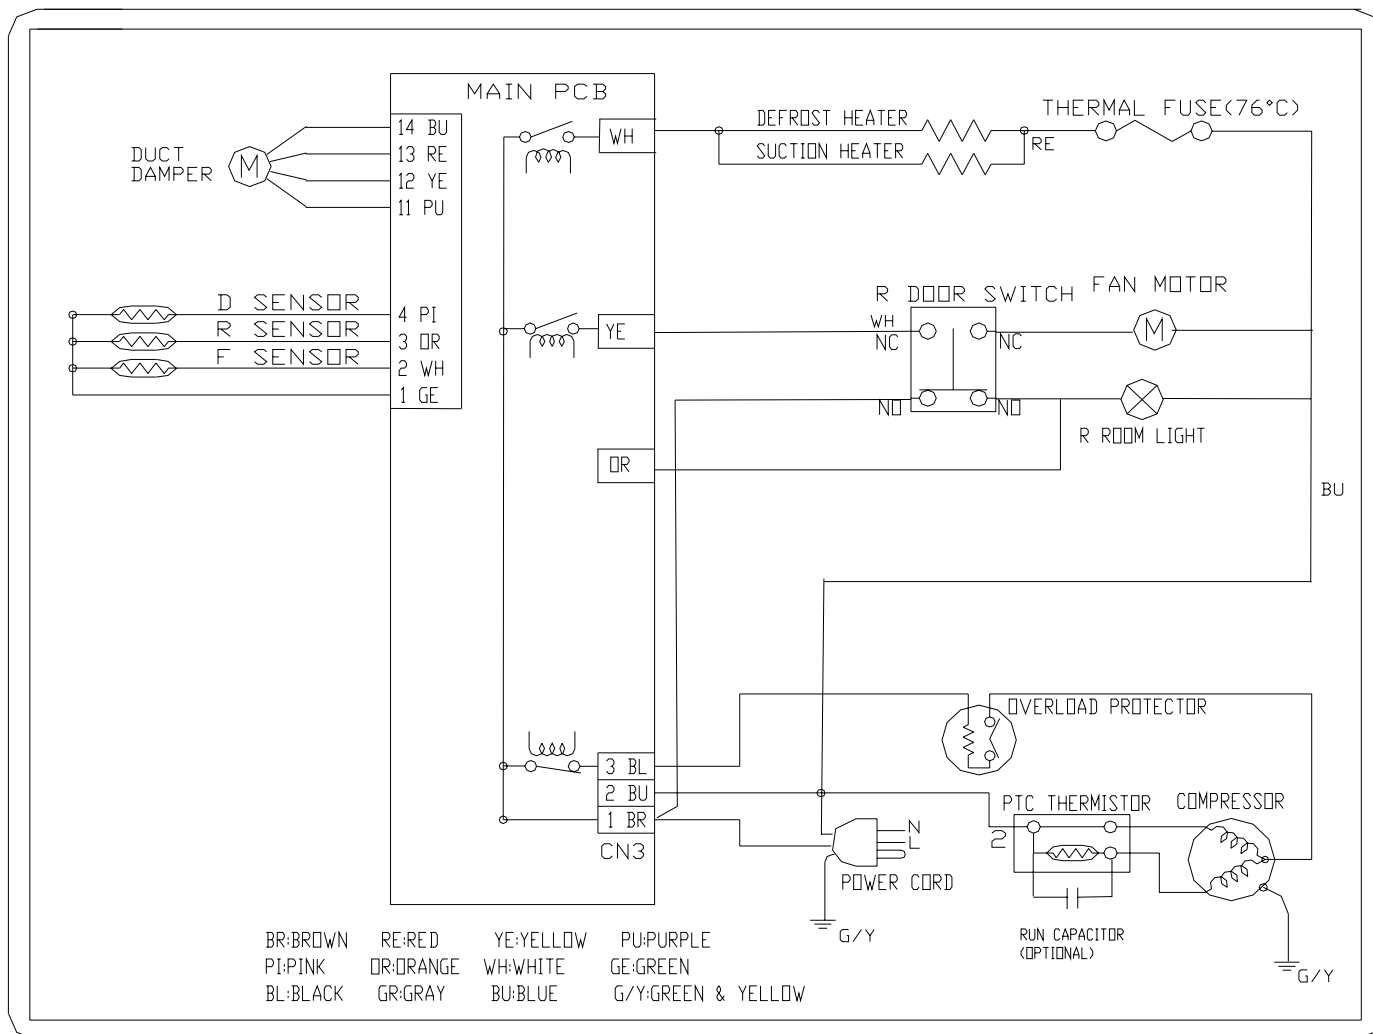 MAIN PCB
14 BU
13 RE
12 YE
11 PU
DUCT
DAMPER
M
WH
DEFROST HEATER
SUCTION HEATER
RE
THERMAL FUSE(76°C)
D SENSOR
R SENSOR
F SENSOR
4 PI
3 OR
2 WH
1 GE
YE
R DOOR SWITCH
FAN MOTOR
WH
NC
NC
M
NO
NO
R ROOM LIGHT
OR
BU
OVERLOAD PROTECTOR
3 BL
2 BU
1 BR
CN3
N
L
POWER CORD
G/Y
PTC THERMISTOR
COMPRESSOR
2
RUN CAPACITOR
(OPTIONAL)
G/Y
BR:BROWN RE:RED YE:YELLOW PU:PURPLE
PI:PINK OR:ORANGE WH:WHITE GE:GREEN
BL:BLACK GR:GRAY BU:BLUE G/Y:GREEN & YELLOW